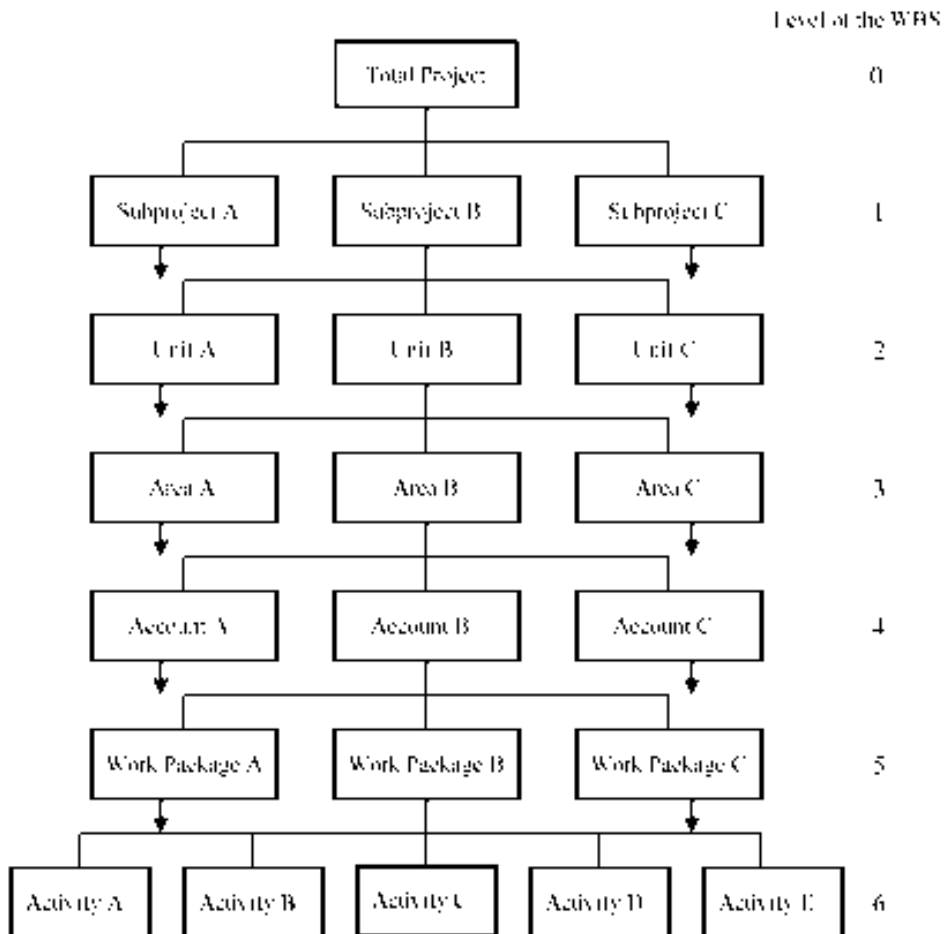 Level of the WBS
Total Project
0
Subproject A
Subproject B
Subproject C
1
Unit A
Unit B
Unit C
2
Area A
Area B
Area C
3
Account A
Account B
Account C
4
Work Package A
Work Package B
Work Package C
5
Activity A
Activity B
Activity C
Activity D
Activity E
6